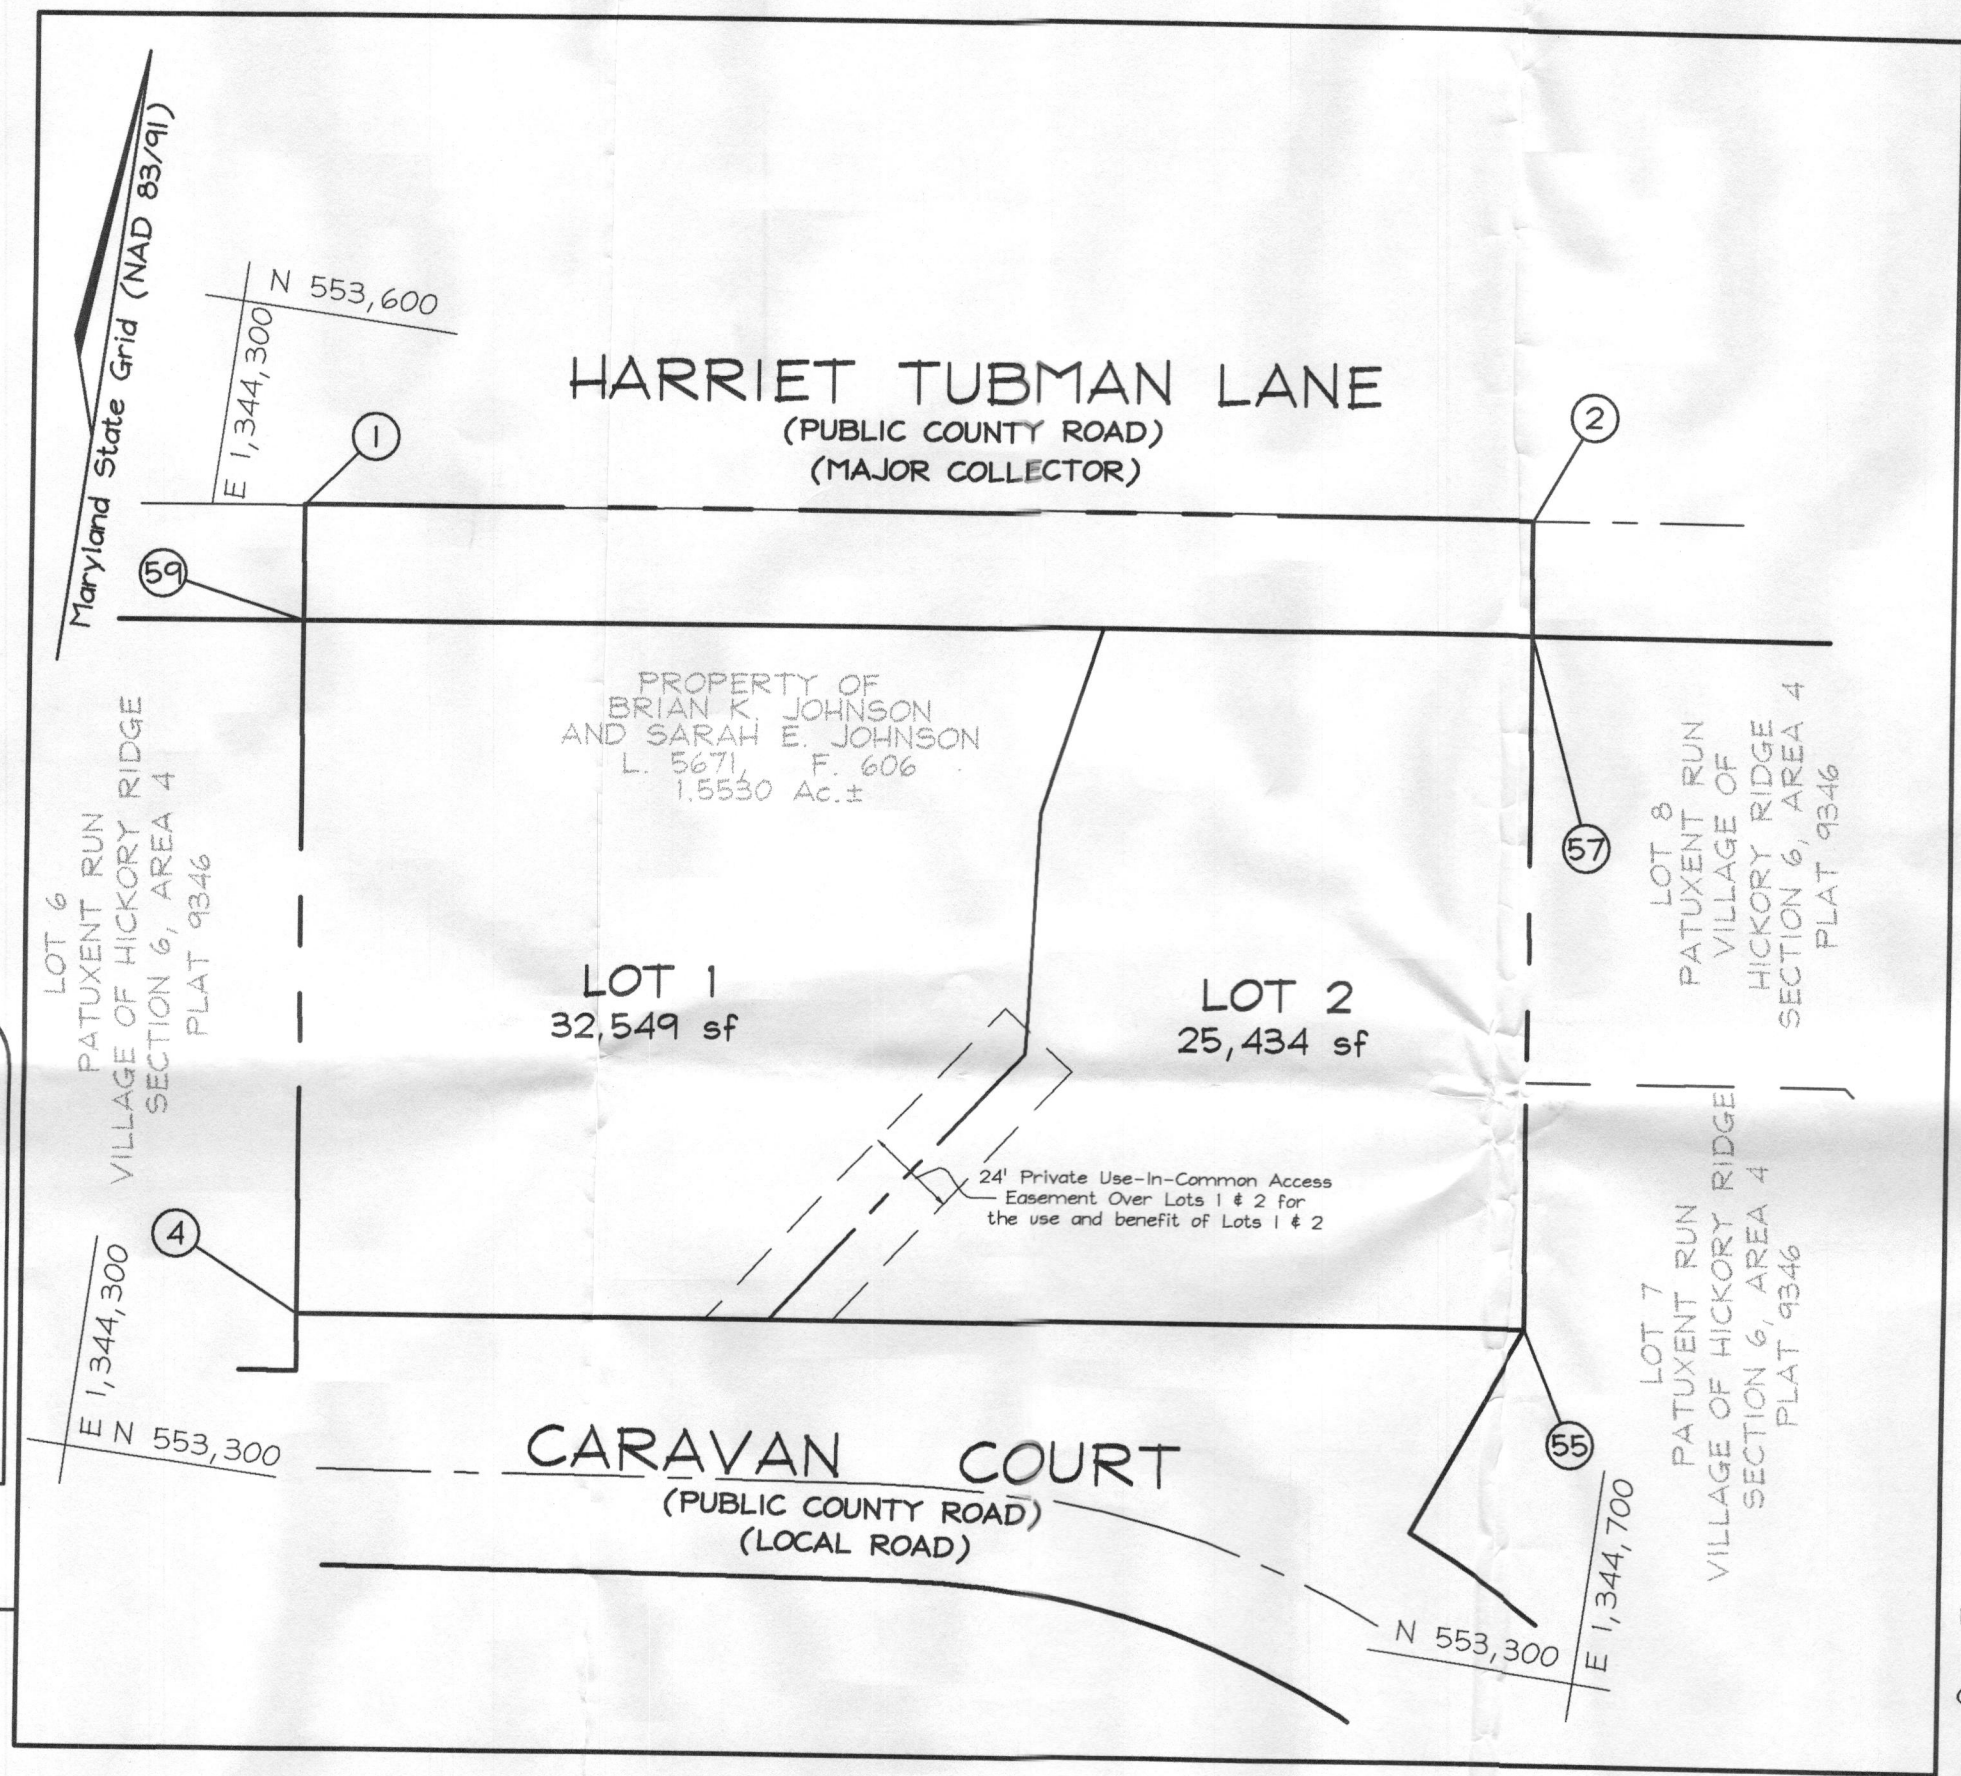 Maryland State Grid (NAD 83/91)
N 553,600
E 1,344,300
HARRIET TUBMAN LANE
(PUBLIC COUNTY ROAD)
(MAJOR COLLECTOR)
1
2
59
PROPERTY OF
BRIAN K. JOHNSON
AND SARAH E. JOHNSON
L. 5671, F. 606
1.5530 Ac.±
57
LOT 6
PATUXENT RUN
VILLAGE OF HICKORY RIDGE
SECTION 6, AREA 4
PLAT 9346
LOT 8
PATUXENT RUN
VILLAGE OF
HICKORY RIDGE
SECTION 6, AREA 4
PLAT 9346
LOT 1
32,549 sf
LOT 2
25,434 sf
24' Private Use-In-Common Access
Easement Over Lots 1 & 2 for
the use and benefit of Lots 1 & 2
4
E 1,344,300
N 553,300
LOT 7
PATUXENT RUN
VILLAGE OF HICKORY RIDGE
SECTION 6, AREA 4
PLAT 9346
55
CARAVAN COURT
(PUBLIC COUNTY ROAD)
(LOCAL ROAD)
N 553,300
E 1,344,700